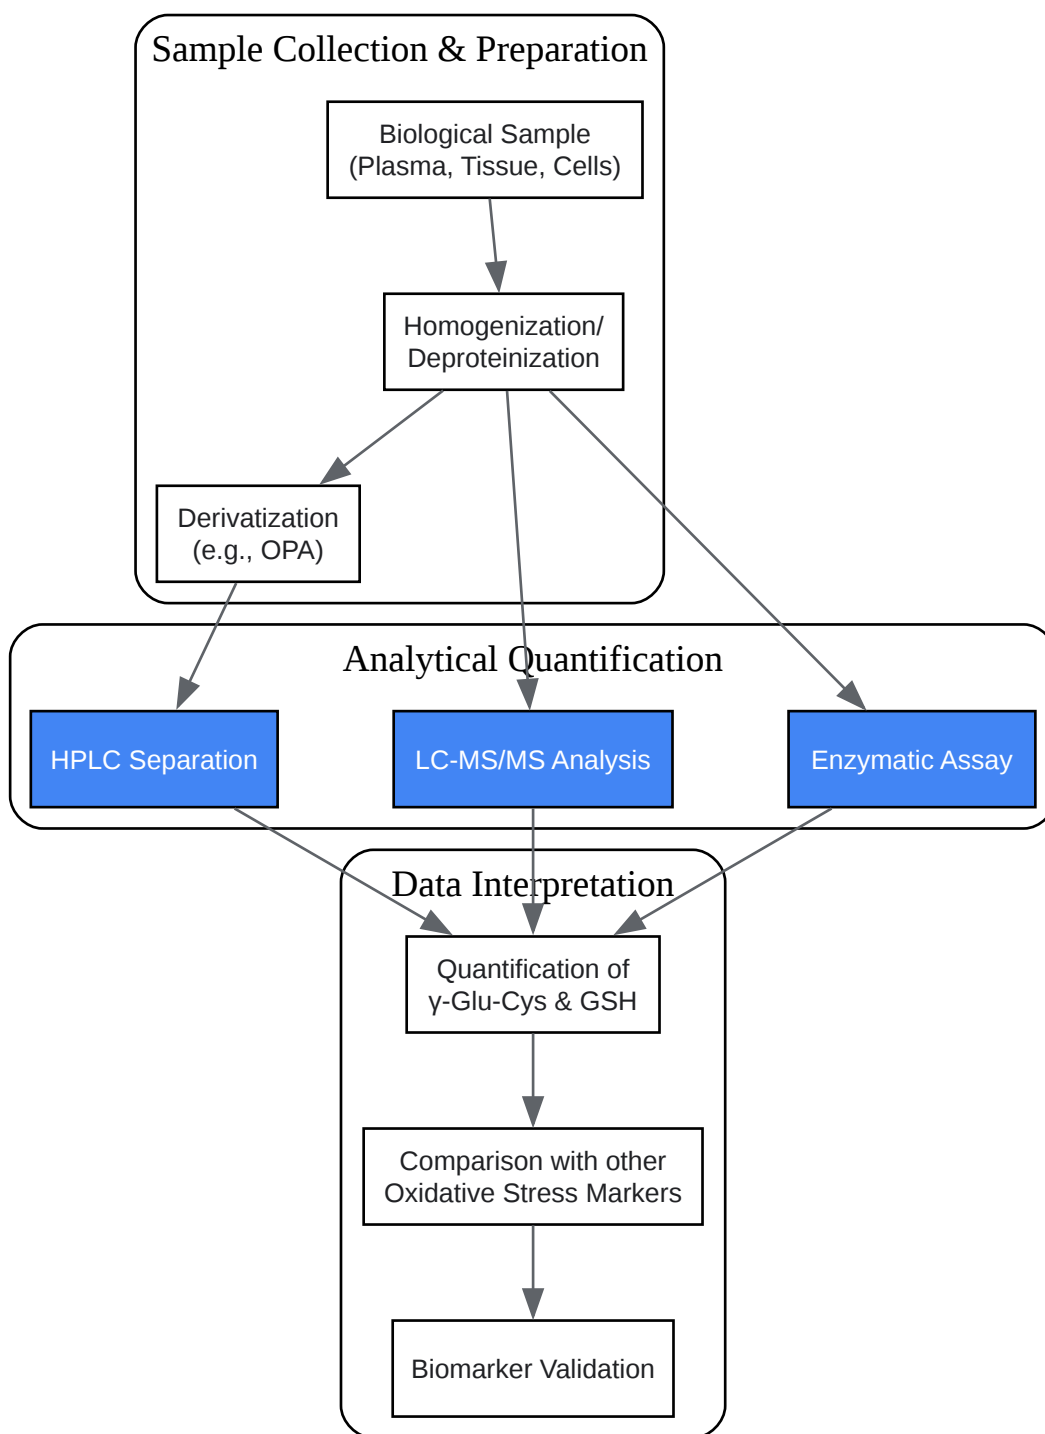 Sample Collection & Preparation
Biological Sample
(Plasma, Tissue, Cells)
Homogenization/
Deproteinization
Derivatization
(e.g., OPA)
Analytical Quantification
HPLC Separation
LC-MS/MS Analysis
Enzymatic Assay
Data Interpretation
Quantification of
γ-Glu-Cys & GSH
Comparison with other
Oxidative Stress Markers
Biomarker Validation